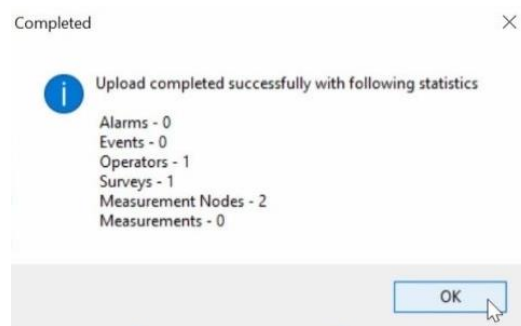 Completed
Upload completed successfully with following statistics
Alarms - 0
Events - 0
Operators - 1
Surveys - 1
Measurement Nodes - 2
Measurements - 0
OK